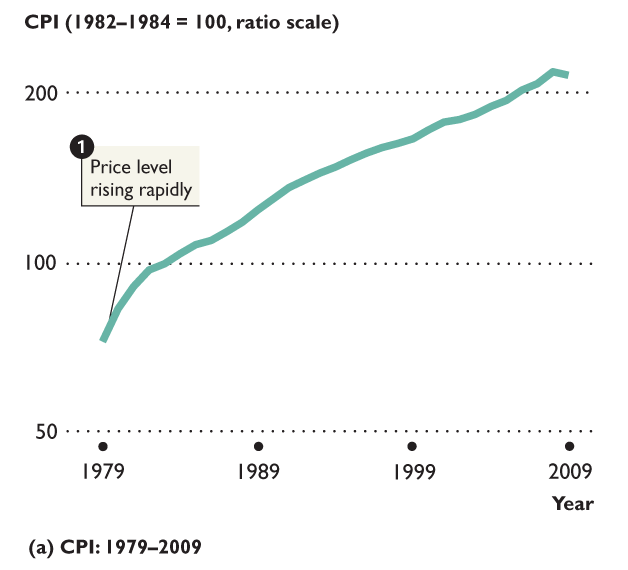 CPI (1982–1984 = 100, ratio scale)
200
1
Price level
rising rapidly
100
50
1979 1989 1999 2009
Year
(a) CPI: 1979–2009